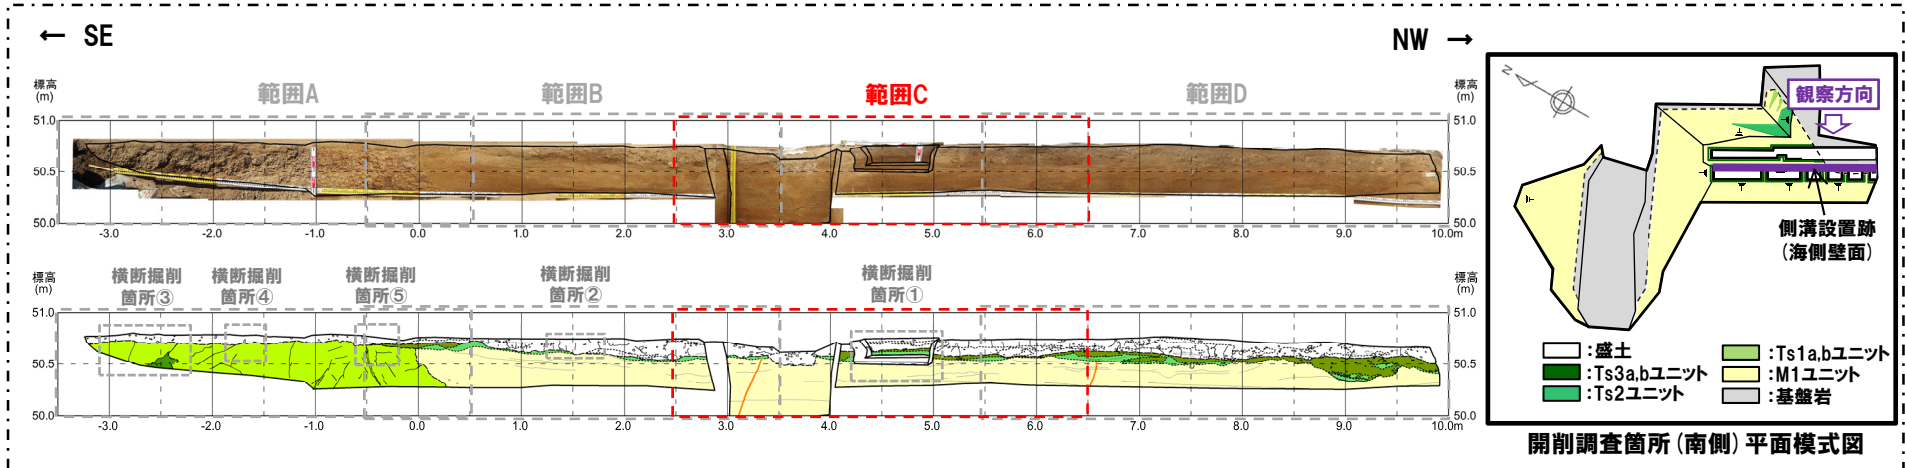 ← SE
NW →
標高
(m)
範囲A
範囲B
範囲C
範囲D
標高
(m)
51.0
50.5
50.0
51.0
50.5
50.0
-3.0 -2.0 -1.0 0.0 1.0 2.0 3.0 4.0 5.0 6.0 7.0 8.0 9.0 10.0m
標高
(m)
横断掘削
箇所③
横断掘削
箇所④
横断掘削
箇所⑤
横断掘削
箇所②
横断掘削
箇所①
標高
(m)
51.0
50.5
50.0
51.0
50.5
50.0
-3.0 -2.0 -1.0 0.0 1.0 2.0 3.0 4.0 5.0 6.0 7.0 8.0 9.0 10.0m
N
観察方向
側溝設置跡
(海側壁面)
:盛土
:Ts3a,bユニット
:Ts2ユニット
:Ts1a,bユニット
:M1ユニット
:基盤岩
開削調査箇所(南側)平面模式図